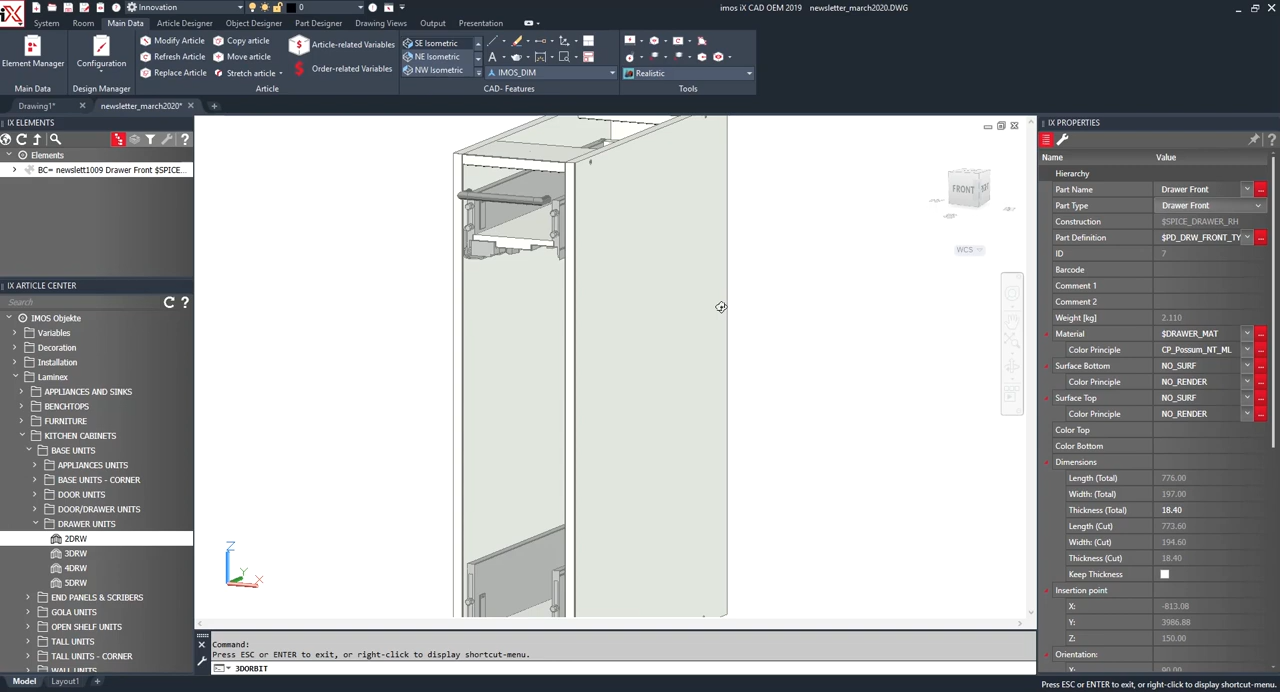 iX Innovation 0 imos iX CAD OEM 2019 newsletter_march2020.DWG
System Room Main Data Article Designer Object Designer Part Designer Drawing Views Output Presentation
Element Manager
Main Data
Configuration
Design Manager
Modify Article Copy article Article-related Variables
Refresh Article Move article
Replace Article Stretch article Order-related Variables
Article
SE Isometric
NE Isometric
NW Isometric
IMOS_DIM
CAD- Features
Realistic
Tools
Drawing1* newsletter_march2020*
IX ELEMENTS
Elements
BC= newslett1009 Drawer Front $SPICE...
IX ARTICLE CENTER
Search
IMOS Objekte
Variables
Decoration
Installation
Laminex
APPLIANCES AND SINKS
BENCHTOPS
FURNITURE
KITCHEN CABINETS
BASE UNITS
APPLIANCES UNITS
BASE UNITS - CORNER
DOOR UNITS
DOOR/DRAWER UNITS
DRAWER UNITS
2DRW
3DRW
4DRW
5DRW
END PANELS & SCRIBERS
GOLA UNITS
OPEN SHELF UNITS
TALL UNITS
TALL UNITS - CORNER
Model Layout1
FRONT
WCS
Z
Y
X
Command:
Press ESC or ENTER to exit, or right-click to display shortcut-menu.
3DORBIT
IX PROPERTIES
Name Value
Hierarchy
Part Name Drawer Front
Part Type Drawer Front
Construction $SPICE_DRAWER_RH
Part Definition $PD_DRW_FRONT_TY
ID 7
Barcode
Comment 1
Comment 2
Weight [kg] 2.110
Material $DRAWER_MAT
Color Principle CP_Possum_NT_ML
Surface Bottom NO_SURF
Color Principle NO_RENDER
Surface Top NO_SURF
Color Principle NO_RENDER
Color Top
Color Bottom
Dimensions
Length (Total) 776.00
Width: (Total) 197.00
Thickness (Total) 18.40
Length (Cut) 773.60
Width: (Cut) 194.60
Thickness (Cut) 18.40
Keep Thickness
Insertion point
X: -813.08
Y: 3986.88
Z: 150.00
Orientation:
X: 90.00
Press ESC or ENTER to exit, or right-click to display shortcut-menu.